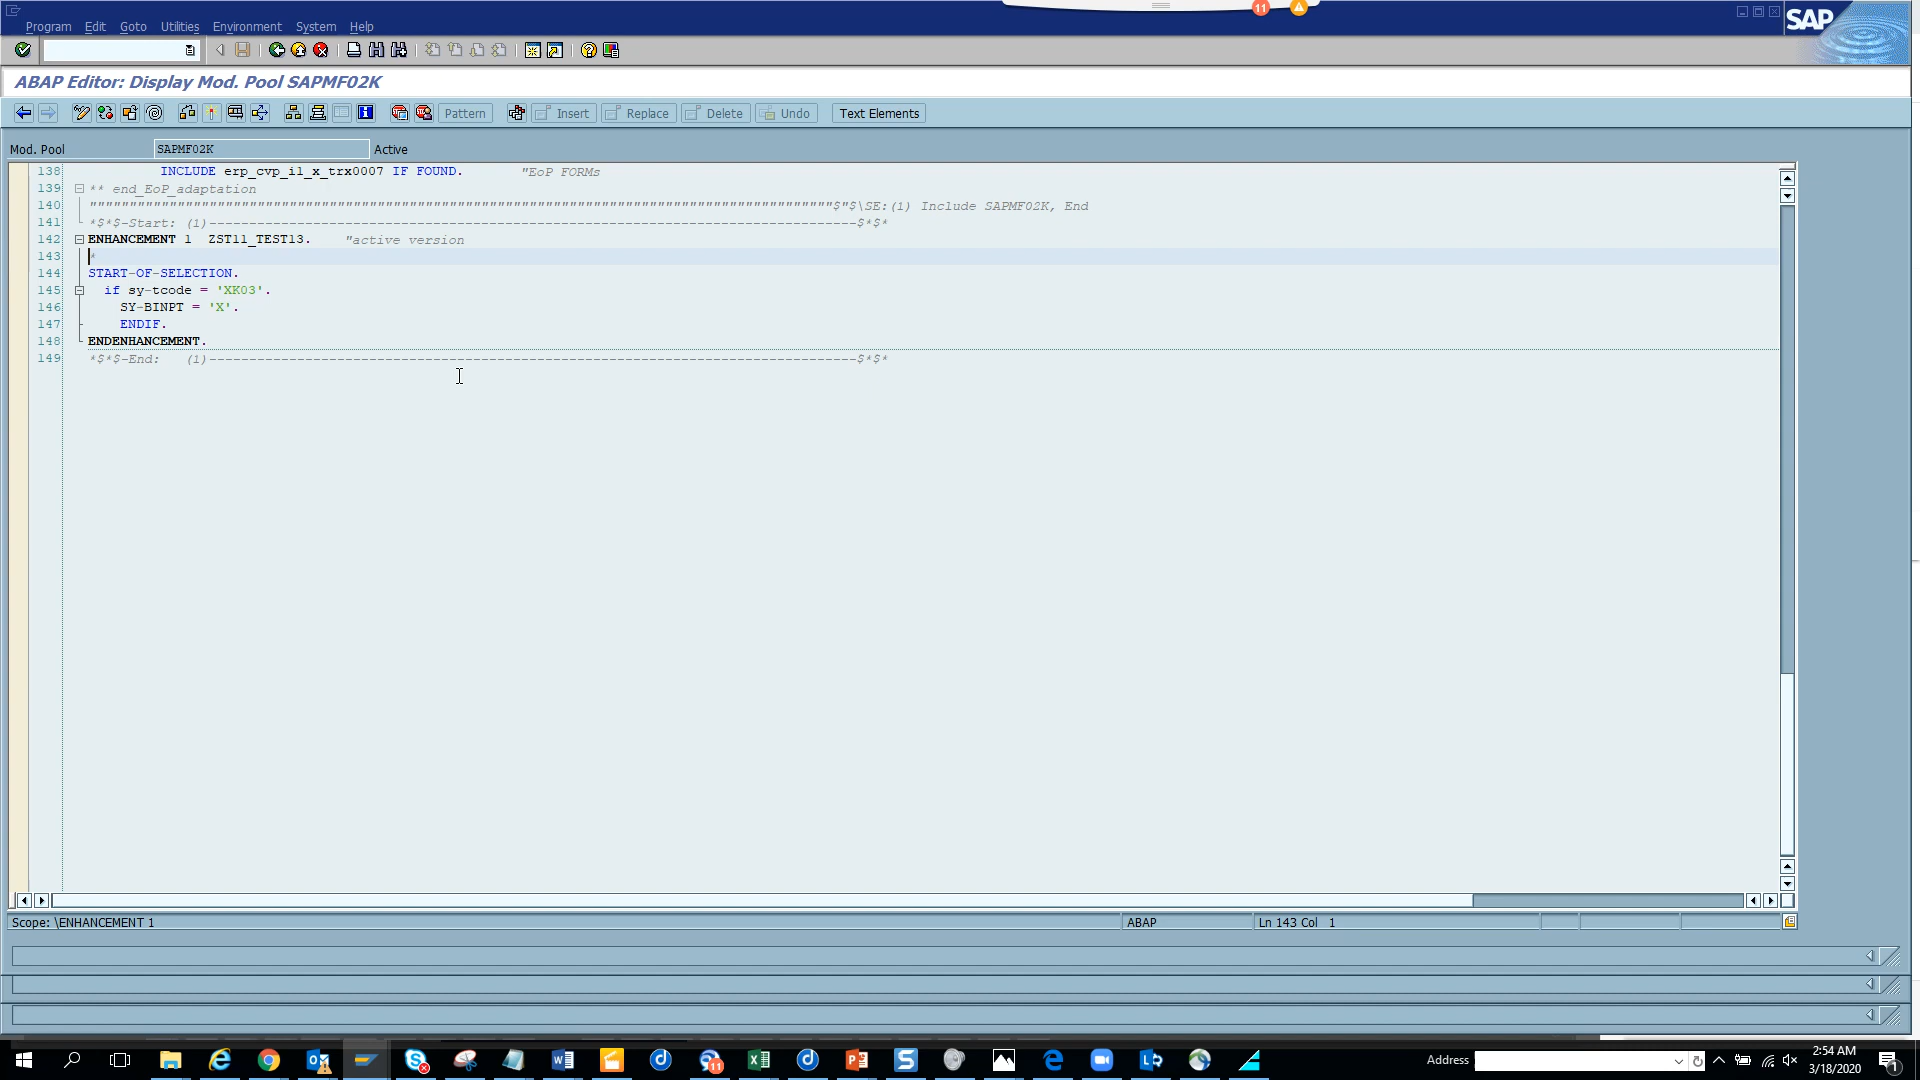 11
SAP
Program Edit Goto Utilities Environment System Help
ABAP Editor: Display Mod. Pool SAPMF02K
Pattern Insert Replace Delete Undo Text Elements
Mod. Pool SAPMF02K Active
138 INCLUDE erp_cvp_il_x_trx0007 IF FOUND. "EoP FORMs
139 ** end_EoP_adaptation
140 """""""""""""""""""""""""""""""""""""""""""""""""""""""""""""""""""""""""""""""""""""""""""""$"$\SE:(1) Include SAPMF02K, End
141 *$*$-Start: (1)---------------------------------------------------------------------------------$*$*
142 ENHANCEMENT 1 ZST11_TEST13. "active version
143 *
144 START-OF-SELECTION.
145 if sy-tcode = 'XK03'.
146 SY-BINPT = 'X'.
147 ENDIF.
148 ENDENHANCEMENT.
149 *$*$-End: (1)---------------------------------------------------------------------------------$*$*
Scope: \ENHANCEMENT 1 ABAP Ln 143 Col 1
Address
2:54 AM
3/18/2020